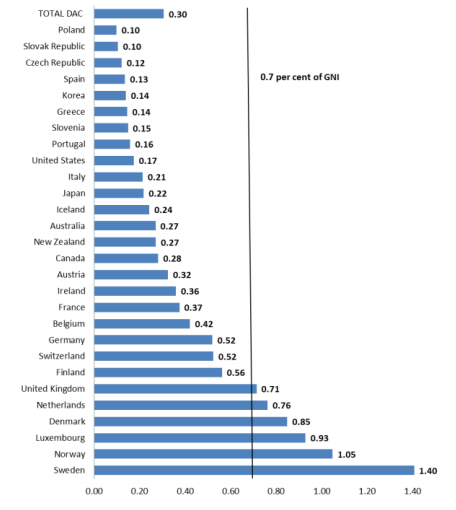 TOTAL DAC 0.30
Poland 0.10
Slovak Republic 0.10
Czech Republic 0.12
Spain 0.13
0.7 per cent of GNI
Korea 0.14
Greece 0.14
Slovenia 0.15
Portugal 0.16
United States 0.17
Italy 0.21
Japan 0.22
Iceland 0.24
Australia 0.27
New Zealand 0.27
Canada 0.28
Austria 0.32
Ireland 0.36
France 0.37
Belgium 0.42
Germany 0.52
Switzerland 0.52
Finland 0.56
United Kingdom 0.71
Netherlands 0.76
Denmark 0.85
Luxembourg 0.93
Norway 1.05
Sweden 1.40
0.00 0.20 0.40 0.60 0.80 1.00 1.20 1.40